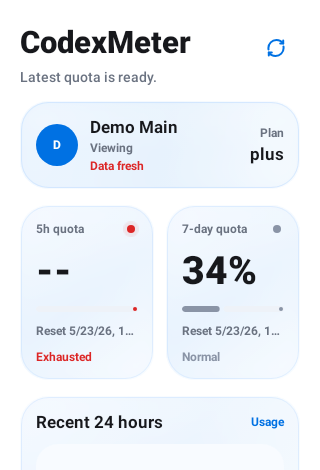 CodexMeter
Latest quota is ready.
D
Demo Main
Viewing
Data fresh
Plan
plus
5h quota
--
Reset 5/23/26, 1...
Exhausted
7-day quota
34%
Reset 5/23/26, 1...
Normal
Recent 24 hours
Usage